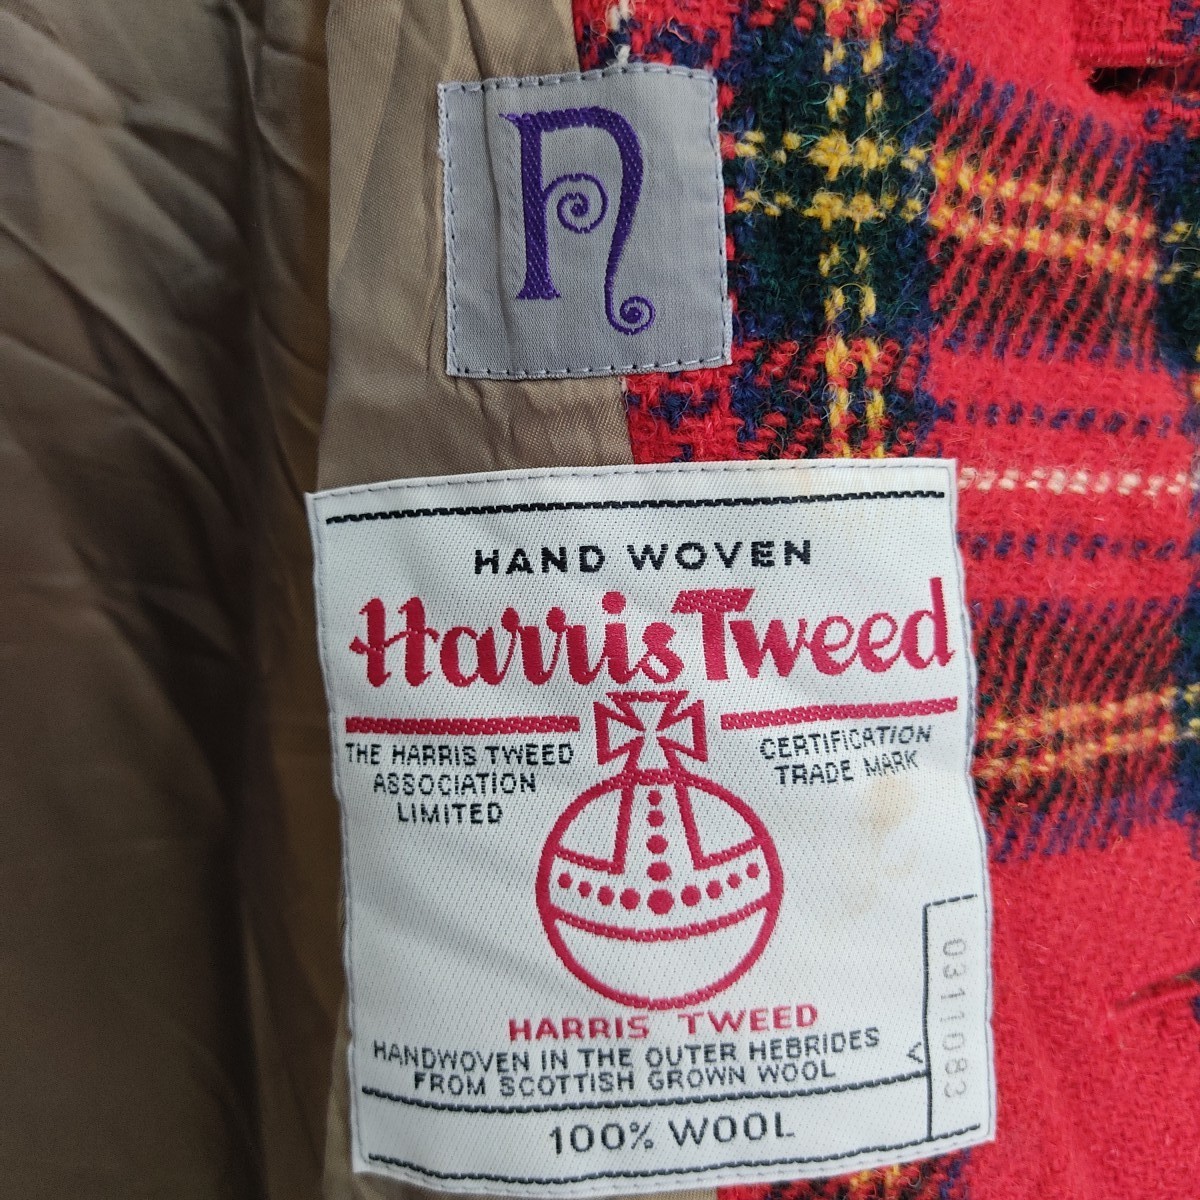 n
HAND WOVEN
Harris Tweed
THE HARRIS TWEED
ASSOCIATION
LIMITED
CERTIFICATION
TRADE MARK
HARRIS TWEED
HANDWOVEN IN THE OUTER HEBRIDES
FROM SCOTTISH GROWN WOOL
100% WOOL
0311083